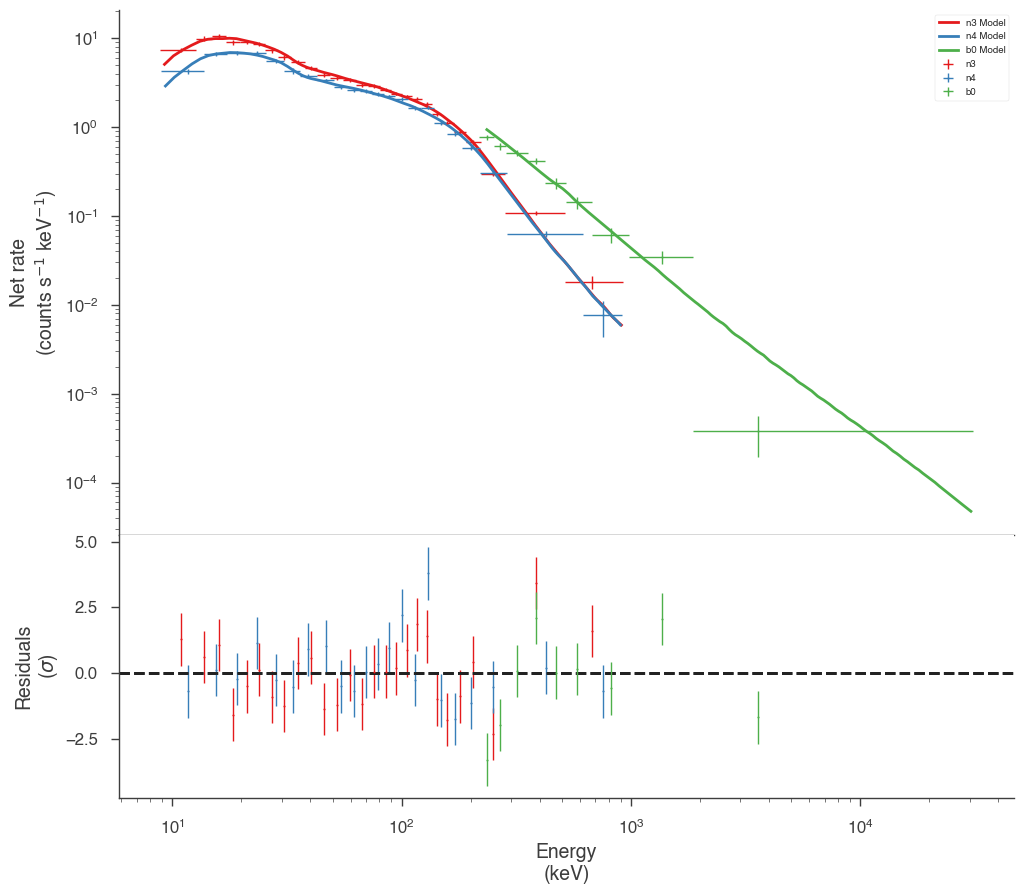 n3 Model
n4 Model
b0 Model
n3
n4
b0
Net rate
(counts s⁻¹ keV⁻¹)
10¹
10⁰
10⁻¹
10⁻²
10⁻³
10⁻⁴
Residuals
(σ)
5.0
2.5
0.0
−2.5
10¹
10²
10³
10⁴
Energy
(keV)